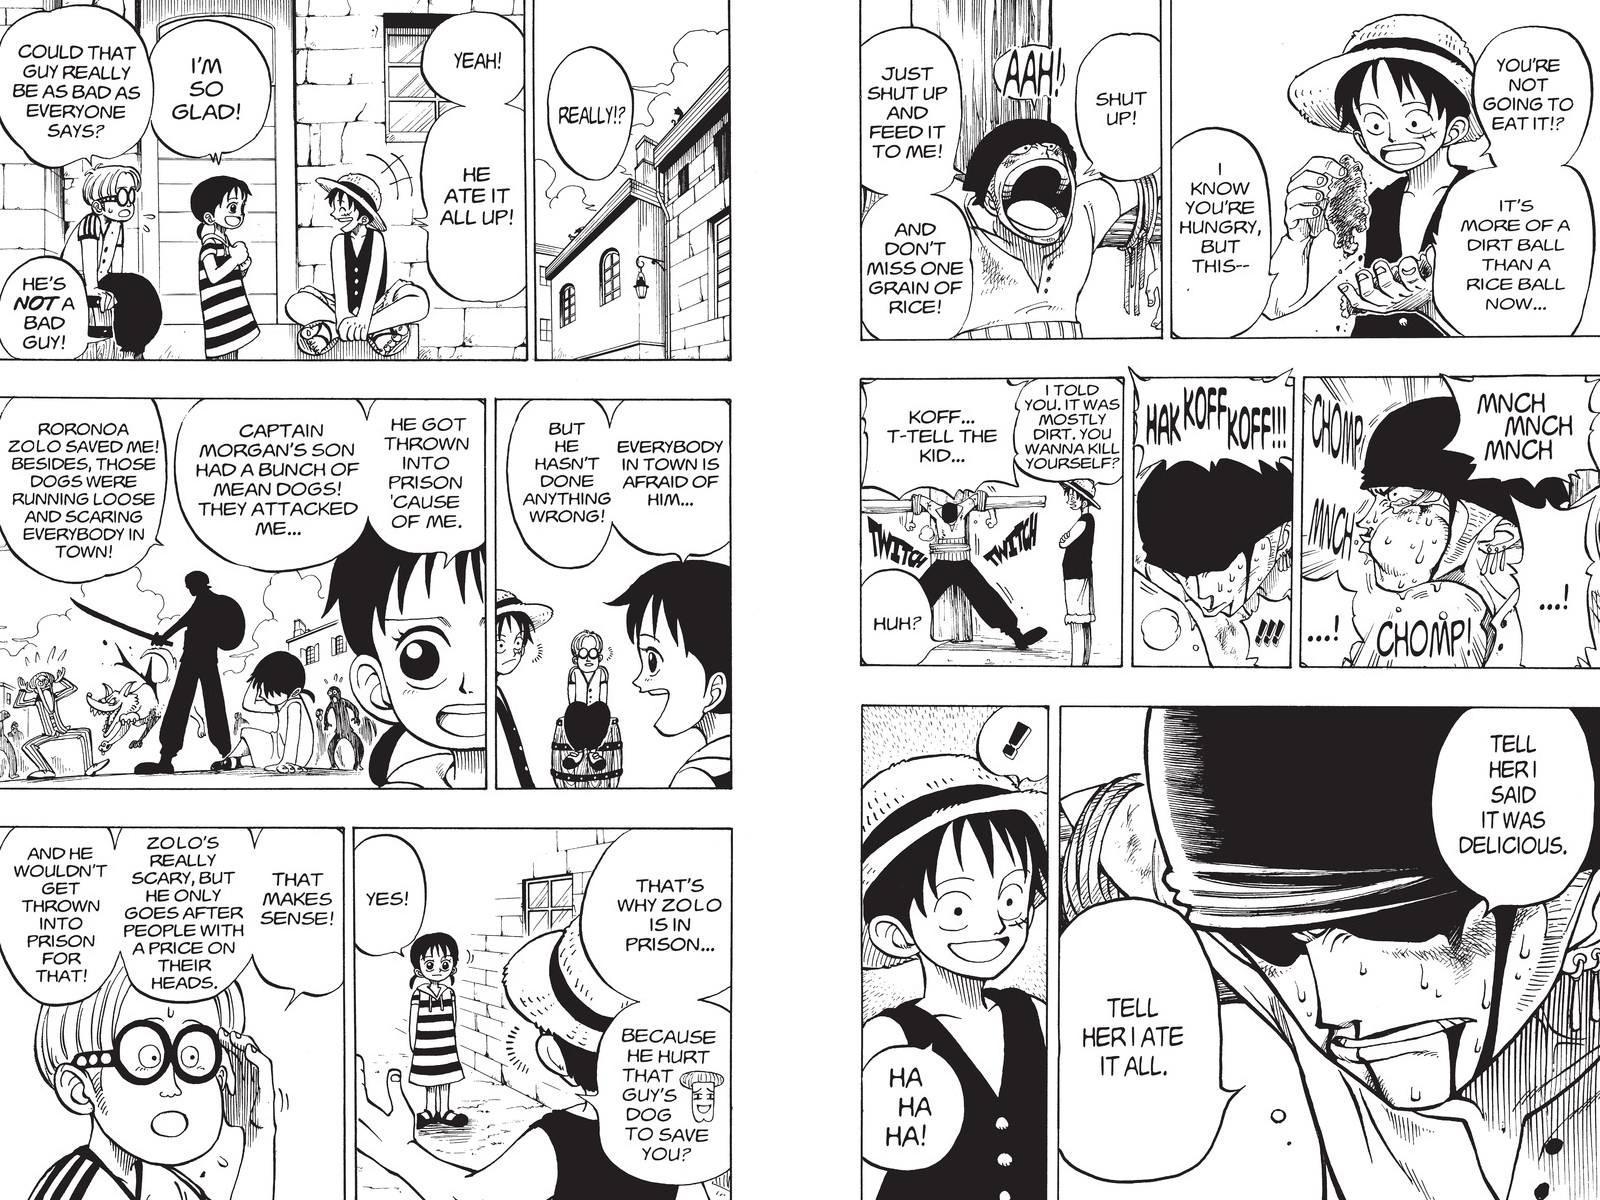 YOU'RE
NOT
GOING TO
EAT IT!?
IT'S
MORE OF A
DIRT BALL
THAN A
RICE BALL
NOW...
I
KNOW
YOU'RE
HUNGRY,
BUT
THIS--
SHUT
UP!
AAH!
JUST
SHUT UP
AND
FEED IT
TO ME!
AND
DON'T
MISS ONE
GRAIN OF
RICE!
MNCH
MNCH
MNCH
CHOMP
MNCH
...!
CHOMP!
...!
HAK KOFF KOFF!!!
!!!
I TOLD
YOU. IT WAS
MOSTLY
DIRT. YOU
WANNA KILL
YOURSELF?
KOFF...
T-TELL THE
KID...
TWITCH
TWITCH
HUH?
TELL
HER I
SAID
IT WAS
DELICIOUS.
TELL
HER I ATE
IT ALL.
!
HA
HA
HA!
REALLY!?
YEAH!
HE
ATE IT
ALL UP!
I'M
SO
GLAD!
COULD THAT
GUY REALLY
BE AS BAD AS
EVERYONE
SAYS?
HE'S
NOT A
BAD
GUY!
EVERYBODY
IN TOWN IS
AFRAID OF
HIM...
BUT
HE
HASN'T
DONE
ANYTHING
WRONG!
HE GOT
THROWN
INTO
PRISON
'CAUSE
OF ME.
CAPTAIN
MORGAN'S SON
HAD A BUNCH OF
MEAN DOGS!
THEY ATTACKED
ME...
RORONOA
ZOLO SAVED ME!
BESIDES, THOSE
DOGS WERE
RUNNING LOOSE
AND SCARING
EVERYBODY IN
TOWN!
THAT'S
WHY ZOLO
IS IN
PRISON...
BECAUSE
HE HURT
THAT
GUY'S
DOG
TO SAVE
YOU?
YES!
THAT
MAKES
SENSE!
ZOLO'S
REALLY
SCARY, BUT
HE ONLY
GOES AFTER
PEOPLE WITH
A PRICE ON
THEIR
HEADS.
AND HE
WOULDN'T
GET
THROWN
INTO
PRISON
FOR
THAT!